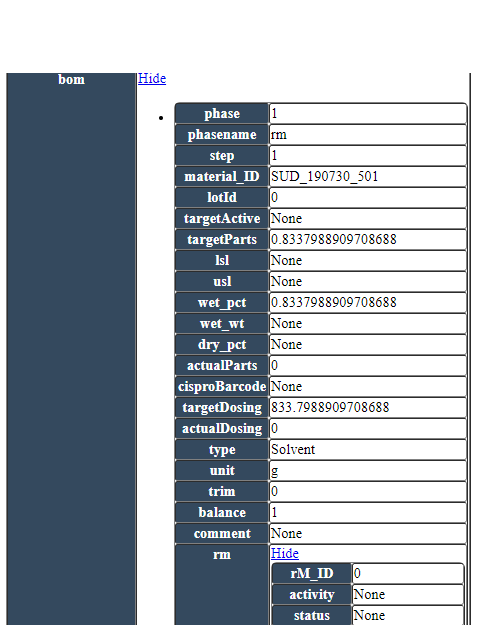 bom Hide
phase 1
phasename rm
step 1
material_ID SUD_190730_501
lotId 0
targetActive None
targetParts 0.8337988909708688
lsl None
usl None
wet_pct 0.8337988909708688
wet_wt None
dry_pct None
actualParts 0
cisproBarcode None
targetDosing 833.7988909708688
actualDosing 0
type Solvent
unit g
trim 0
balance 1
comment None
rm Hide
rM_ID 0
activity None
status None